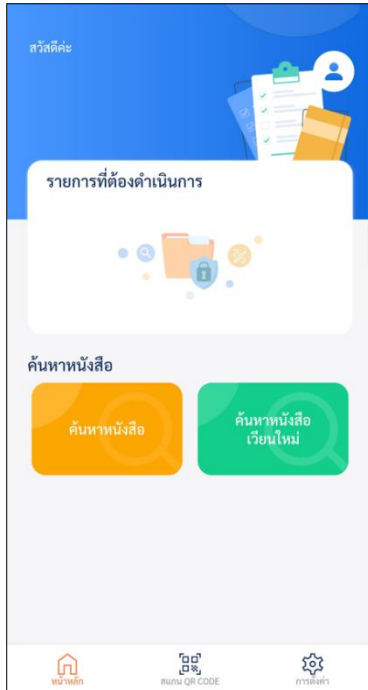 สวัสดีค่ะ
รายการที่ต้องดำเนินการ
ค้นหาหนังสือ
ค้นหาหนังสือ
ค้นหาหนังสือ
เวียนใหม่
หน้าหลัก
สแกน QR CODE
การตั้งค่า